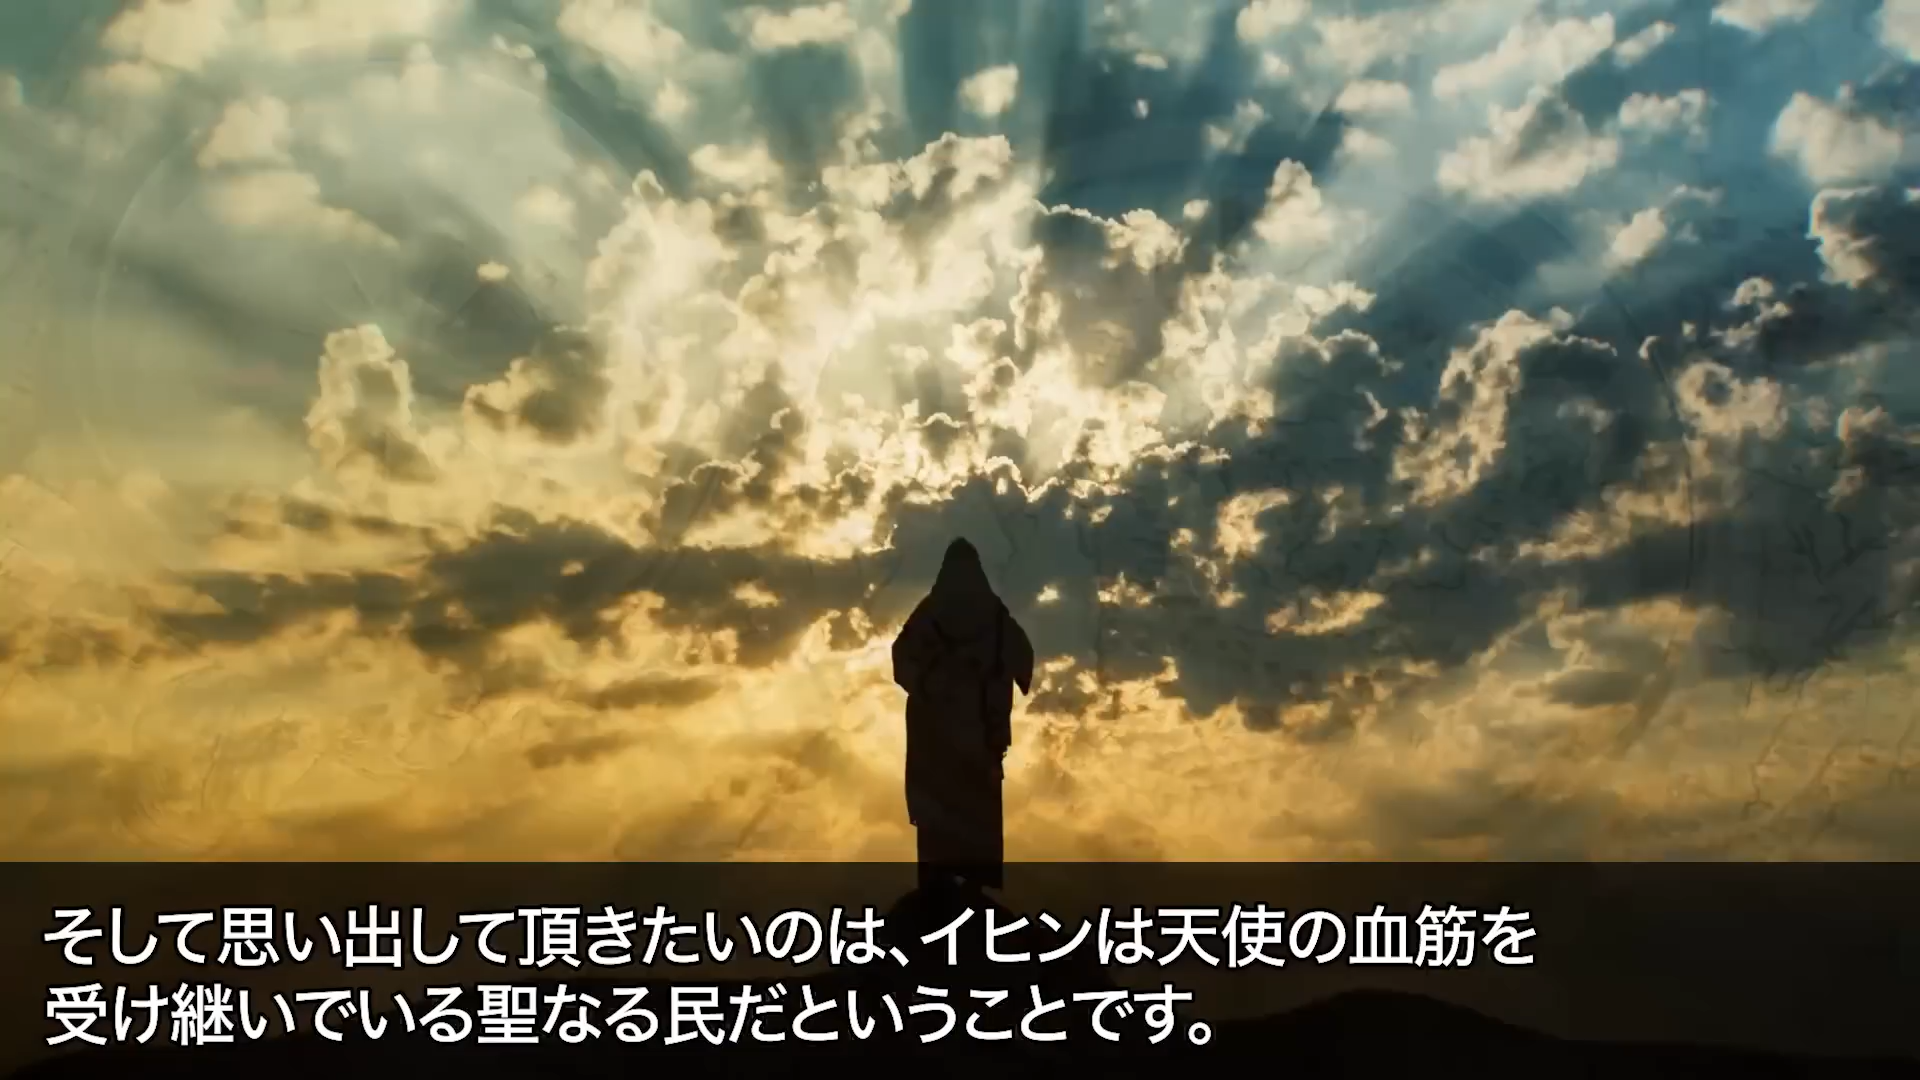 そして思い出して頂きたいのは、イヒンは天使の血筋を
受け継いでいる聖なる民だということです。